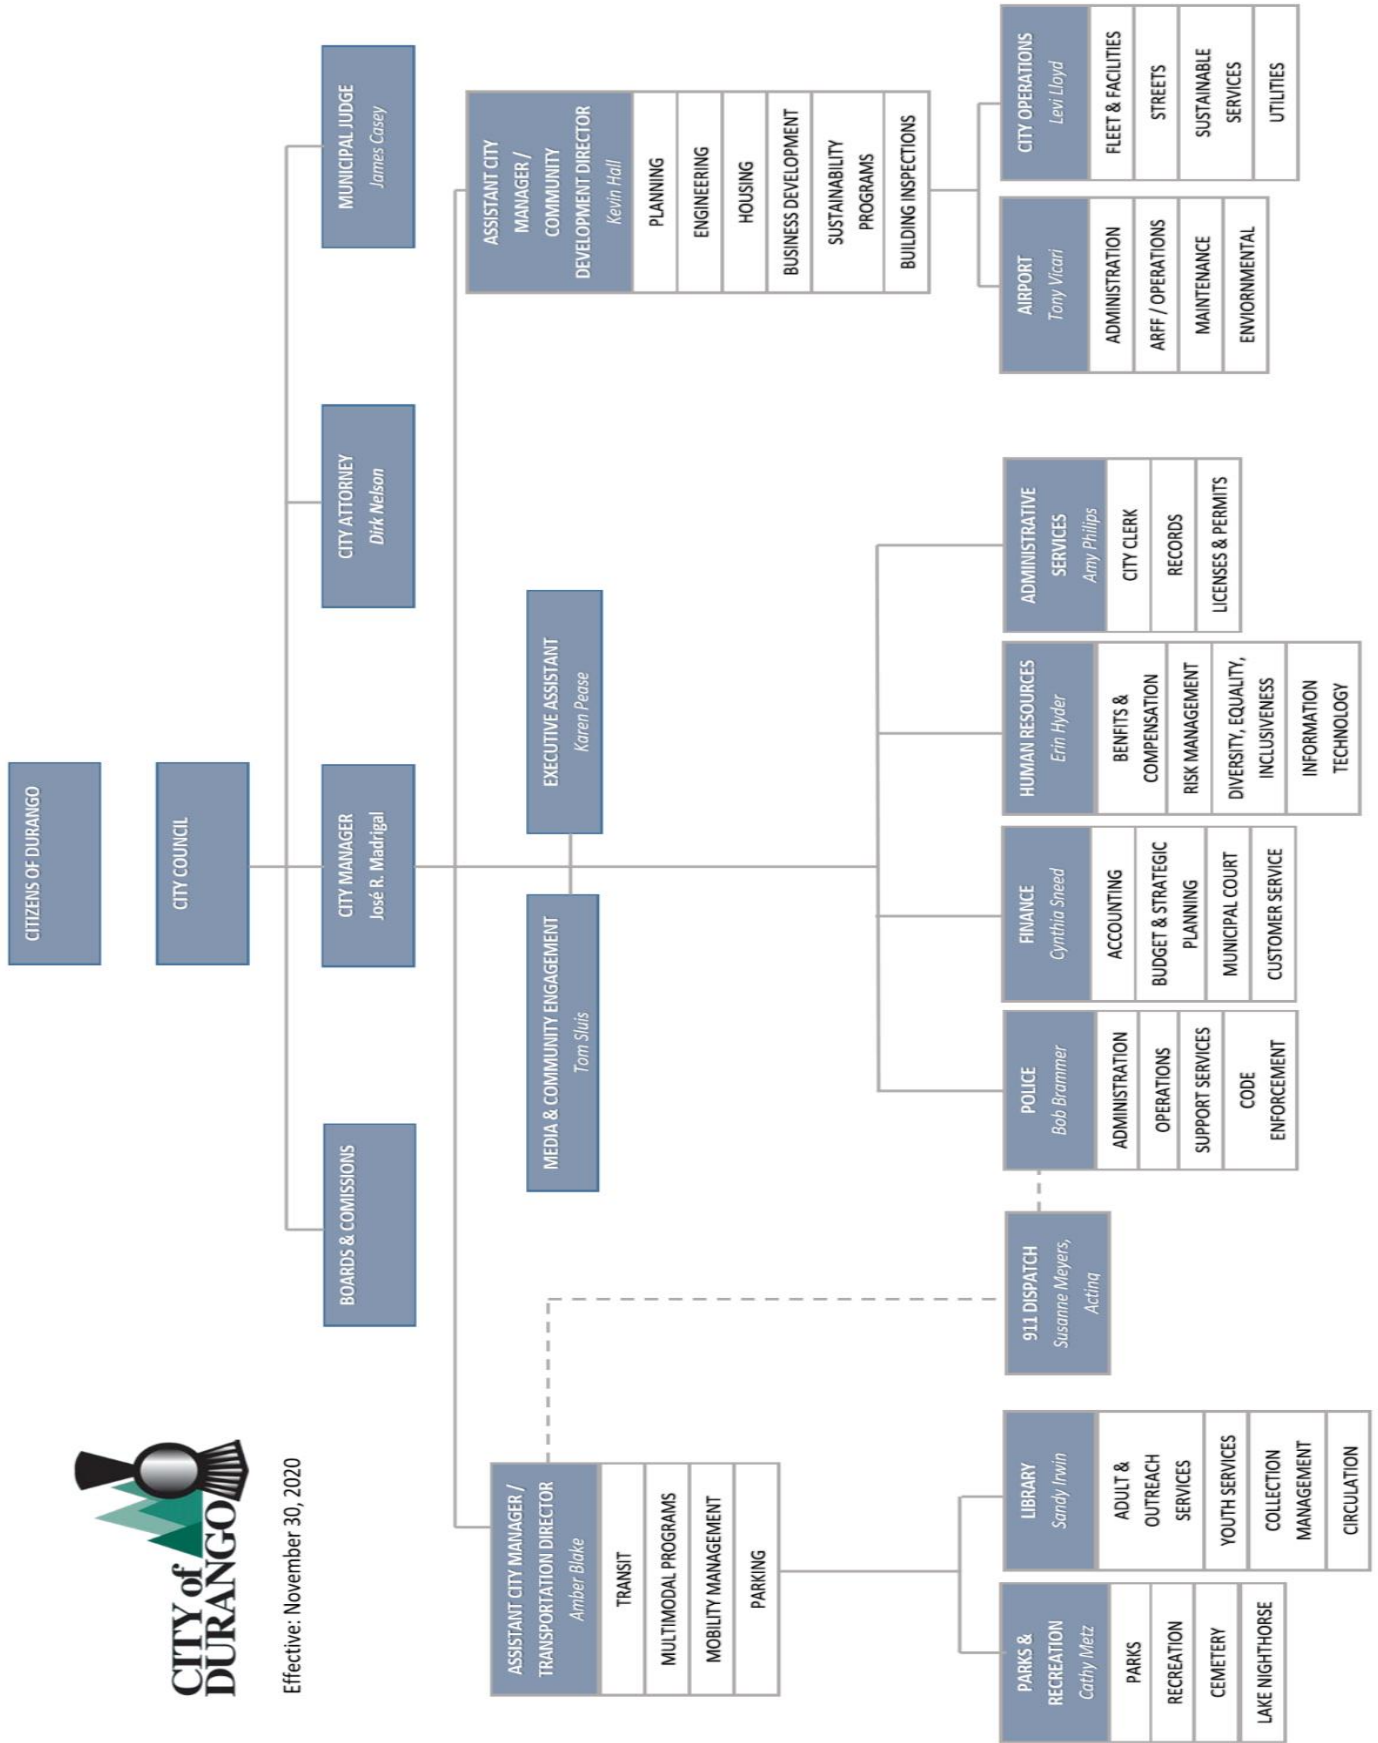 CITY of
DURANGO
Effective: November 30, 2020
CITIZENS OF DURANGO
CITY COUNCIL
BOARDS & COMISSIONS
CITY MANAGER
José R. Madrigal
CITY ATTORNEY
Dirk Nelson
MUNICIPAL JUDGE
James Casey
ASSISTANT CITY MANAGER /
TRANSPORTATION DIRECTOR
Amber Blake
TRANSIT
MULTIMODAL PROGRAMS
MOBILITY MANAGEMENT
PARKING
MEDIA & COMMUNITY ENGAGEMENT
Tom Sluis
EXECUTIVE ASSISTANT
Karen Pease
ASSISTANT CITY
MANAGER /
COMMUNITY
DEVELOPMENT DIRECTOR
Kevin Hall
PLANNING
ENGINEERING
HOUSING
BUSINESS DEVELOPMENT
SUSTAINABILITY
PROGRAMS
BUILDING INSPECTIONS
PARKS &
RECREATION
Cathy Metz
PARKS
RECREATION
CEMETERY
LAKE NIGHTHORSE
LIBRARY
Sandy Irwin
ADULT &
OUTREACH
SERVICES
YOUTH SERVICES
COLLECTION
MANAGEMENT
CIRCULATION
911 DISPATCH
Susanne Meyers,
Acting
POLICE
Bob Brammer
ADMINISTRATION
OPERATIONS
SUPPORT SERVICES
CODE
ENFORCEMENT
FINANCE
Cynthia Sneed
ACCOUNTING
BUDGET & STRATEGIC
PLANNING
MUNICIPAL COURT
CUSTOMER SERVICE
HUMAN RESOURCES
Erin Hyder
BENFITS &
COMPENSATION
RISK MANAGEMENT
DIVERSITY, EQUALITY,
INCLUSIVENESS
INFORMATION
TECHNOLOGY
ADMINISTRATIVE
SERVICES
Amy Philips
CITY CLERK
RECORDS
LICENSES & PERMITS
AIRPORT
Tony Vicari
ADMINISTRATION
ARFF / OPERATIONS
MAINTENANCE
ENVIORNMENTAL
CITY OPERATIONS
Levi Lloyd
FLEET & FACILITIES
STREETS
SUSTAINABLE
SERVICES
UTILITIES